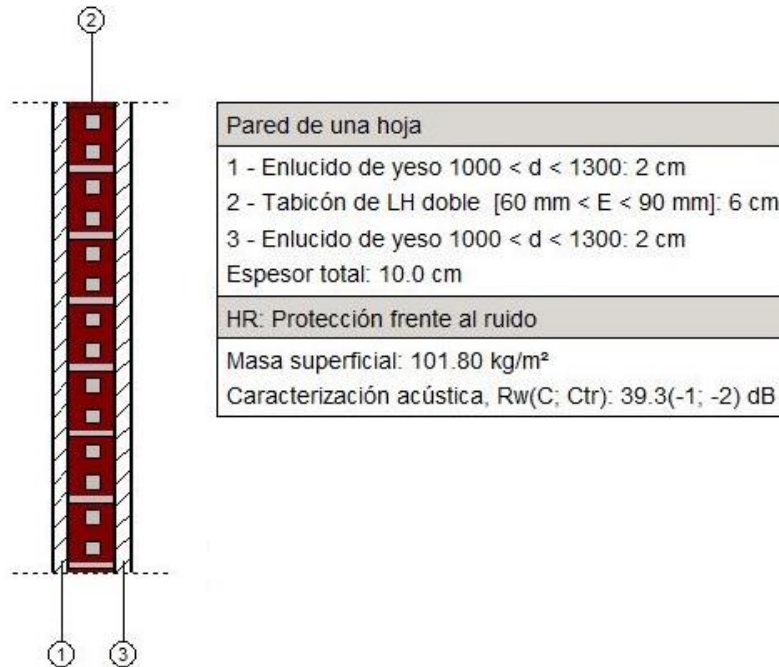 2
Pared de una hoja
1 - Enlucido de yeso 1000 < d < 1300: 2 cm
2 - Tabicón de LH doble [60 mm < E < 90 mm]: 6 cm
3 - Enlucido de yeso 1000 < d < 1300: 2 cm
Espesor total: 10.0 cm
HR: Protección frente al ruido
Masa superficial: 101.80 kg/m²
Caracterización acústica, Rw(C; Ctr): 39.3(-1; -2) dB
1 3